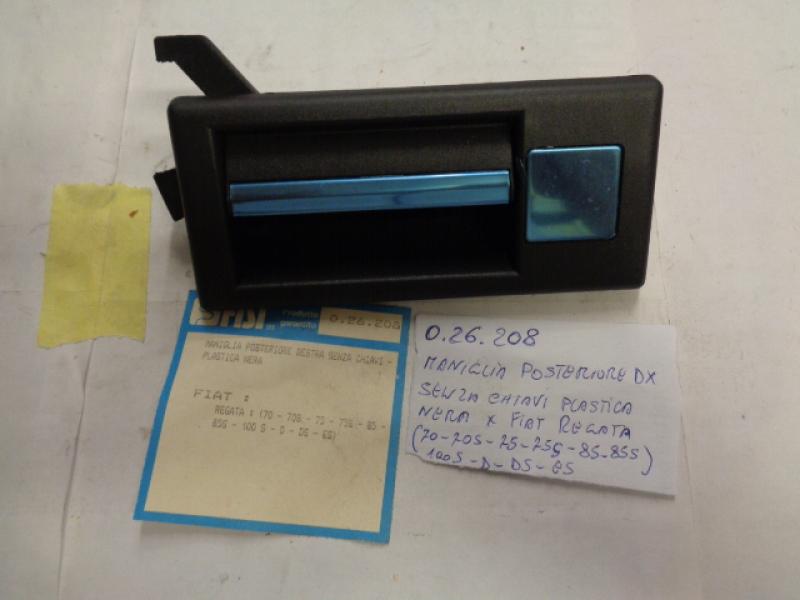 Prodotto
garantito
0.26.208
MANIGLIA POSTERIORE DESTRA SENZA CHIAVI -
PLASTICA NERA
FIAT :
REGATA : (70 - 70S - 75 - 75S - 85 -
85S - 100 S - D - DS - ES)
0.26.208
MANIGLIA POSTERIORE DX
SENZA CHIAVI PLASTICA
NERA X FIAT REGATA
(70-70S-75-75S-85-85S)
100S-D-DS-ES